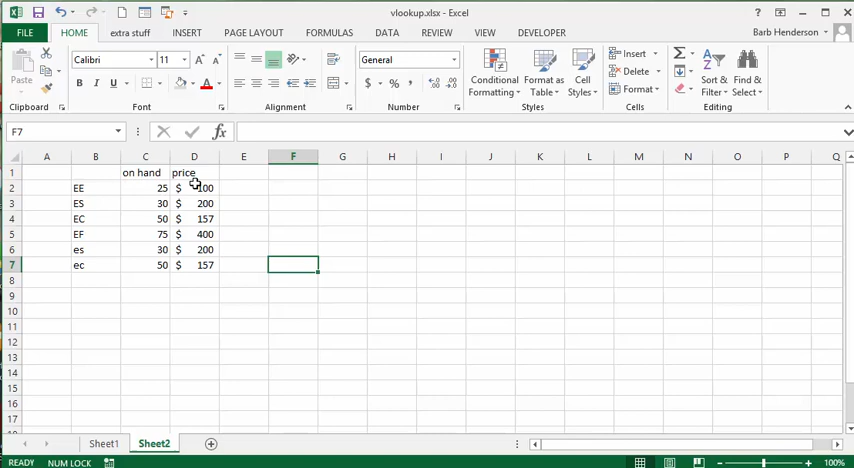 vlookup.xlsx - Excel
FILE HOME extra stuff INSERT PAGE LAYOUT FORMULAS DATA REVIEW VIEW DEVELOPER Barb Henderson
Paste
Calibri 11
B I U
General
$ % ,
Conditional Formatting
Format as Table
Cell Styles
Insert
Delete
Format
Sort & Filter
Find & Select
Clipboard Font Alignment Number Styles Cells Editing
F7 fx
A B C D E F G H I J K L M N O P Q
1 on hand price
2 EE 25 $ 100
3 ES 30 $ 200
4 EC 50 $ 157
5 EF 75 $ 400
6 es 30 $ 200
7 ec 50 $ 157
8
9
10
11
12
13
14
15
16
17
Sheet1 Sheet2
READY NUM LOCK 100%